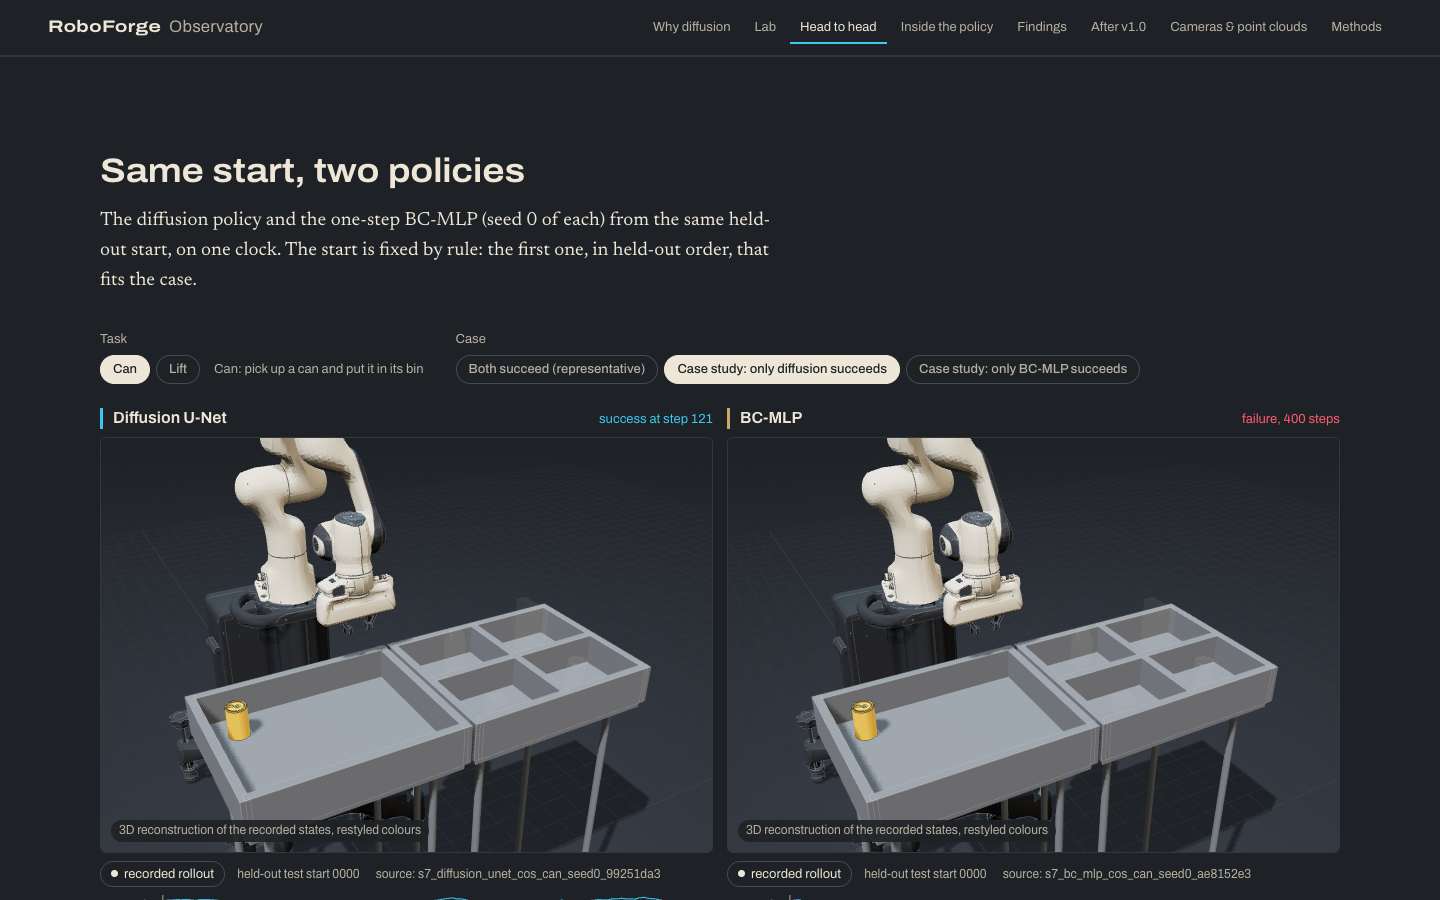 RoboForge Observatory
Why diffusion
Lab
Head to head
Inside the policy
Findings
After v1.0
Cameras & point clouds
Methods
Same start, two policies
The diffusion policy and the one-step BC-MLP (seed 0 of each) from the same held-
out start, on one clock. The start is fixed by rule: the first one, in held-out order, that
fits the case.
Task
Can
Lift
Can: pick up a can and put it in its bin
Case
Both succeed (representative)
Case study: only diffusion succeeds
Case study: only BC-MLP succeeds
Diffusion U-Net
success at step 121
3D reconstruction of the recorded states, restyled colours
recorded rollout
held-out test start 0000
source: s7_diffusion_unet_cos_can_seed0_99251da3
BC-MLP
failure, 400 steps
3D reconstruction of the recorded states, restyled colours
recorded rollout
held-out test start 0000
source: s7_bc_mlp_cos_can_seed0_ae8152e3